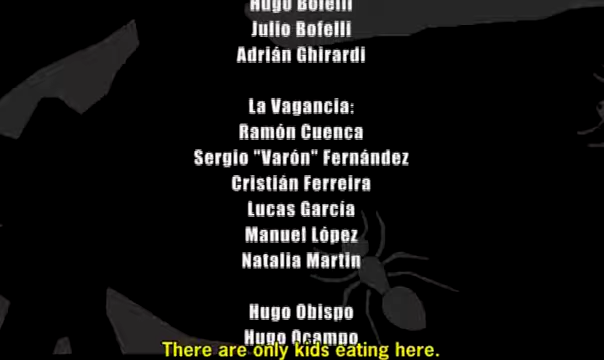 Hugo Bofelli
Julio Bofelli
Adrián Ghirardi
La Vagancia:
Ramón Cuenca
Sergio "Varón" Fernández
Cristián Ferreira
Lucas García
Manuel López
Natalia Martin
Hugo Obispo
Hugo Ocampo
There are only kids eating here.